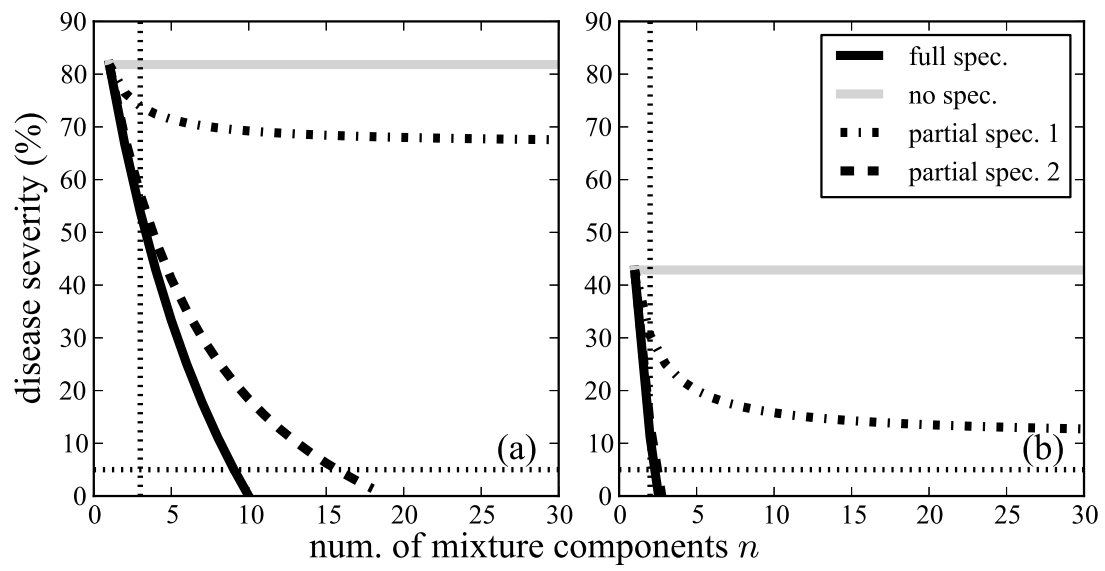 disease severity (%)
90
80
70
60
50
40
30
20
10
0
(a)
0 5 10 15 20 25 30
90
80
70
60
50
40
30
20
10
0
full spec.
no spec.
partial spec. 1
partial spec. 2
(b)
0 5 10 15 20 25 30
num. of mixture components n